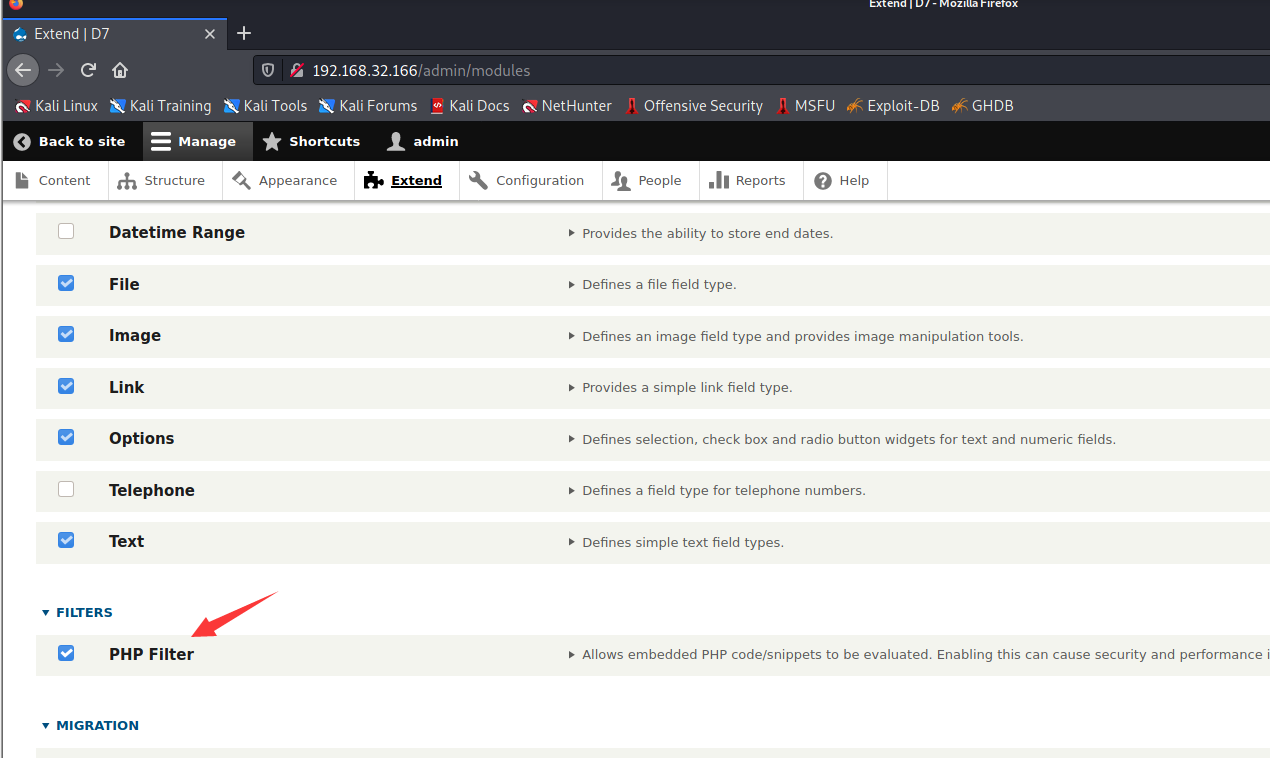 Extend | D7 - Mozilla Firefox
Extend | D7
192.168.32.166/admin/modules
Kali Linux Kali Training Kali Tools Kali Forums Kali Docs NetHunter Offensive Security MSFU Exploit-DB GHDB
Back to site Manage Shortcuts admin
Content Structure Appearance Extend Configuration People Reports Help
Datetime Range Provides the ability to store end dates.
File Defines a file field type.
Image Defines an image field type and provides image manipulation tools.
Link Provides a simple link field type.
Options Defines selection, check box and radio button widgets for text and numeric fields.
Telephone Defines a field type for telephone numbers.
Text Defines simple text field types.
FILTERS
PHP Filter Allows embedded PHP code/snippets to be evaluated. Enabling this can cause security and performance i
MIGRATION